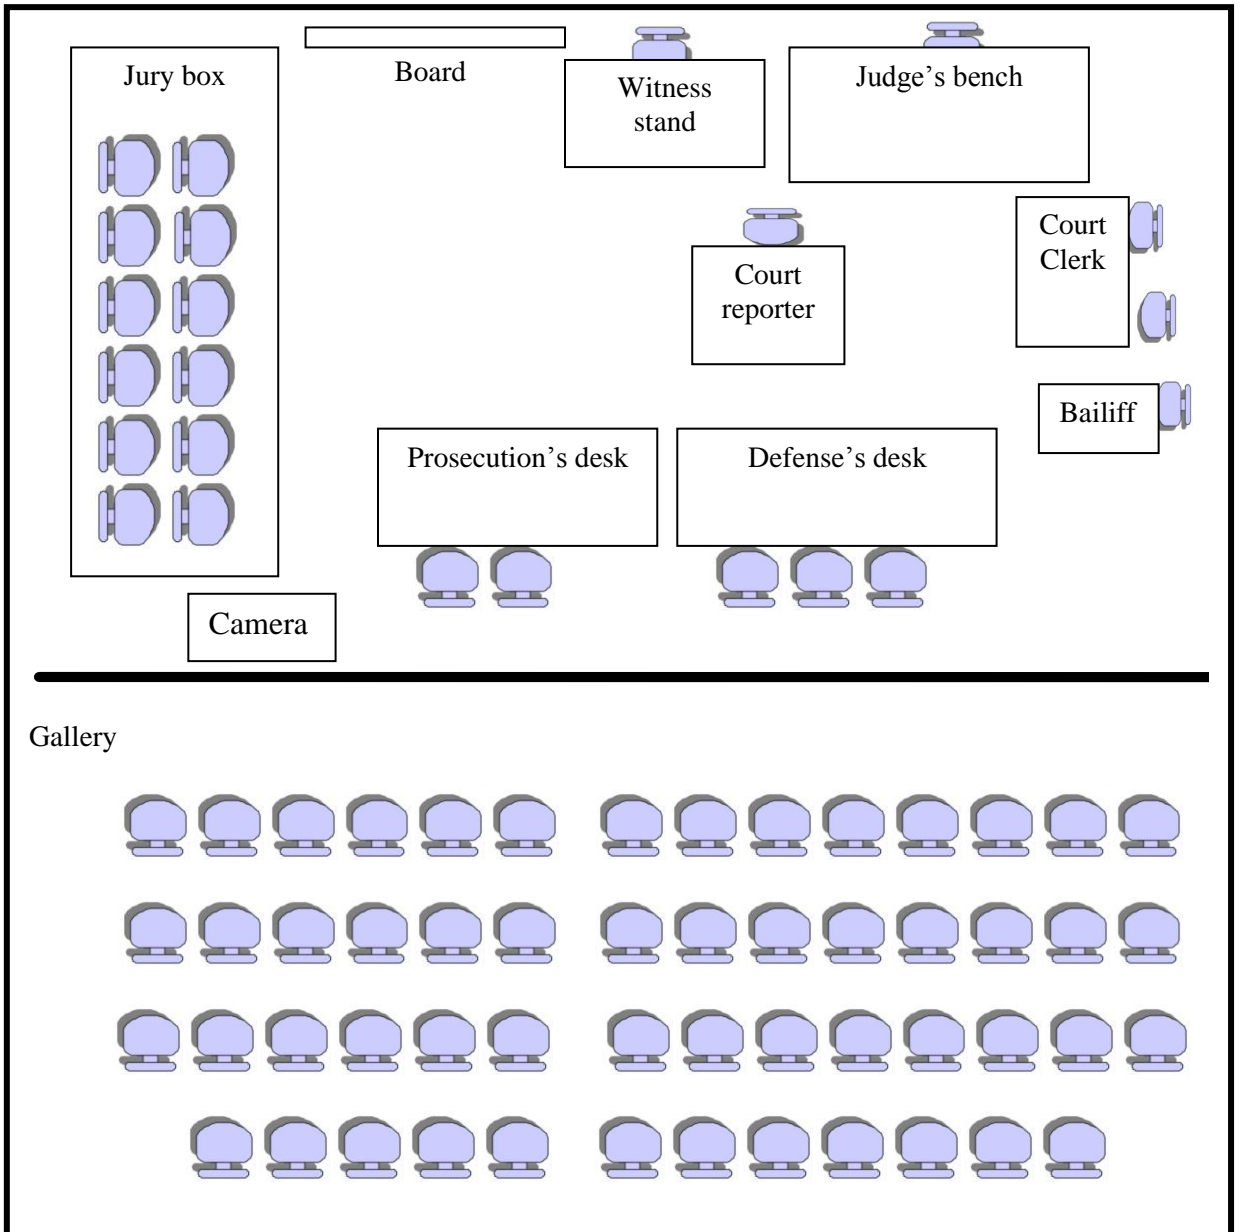 Jury box
Board
Witness
stand
Judge’s bench
Court
Clerk
Court
reporter
Bailiff
Prosecution’s desk
Defense’s desk
Camera
Gallery